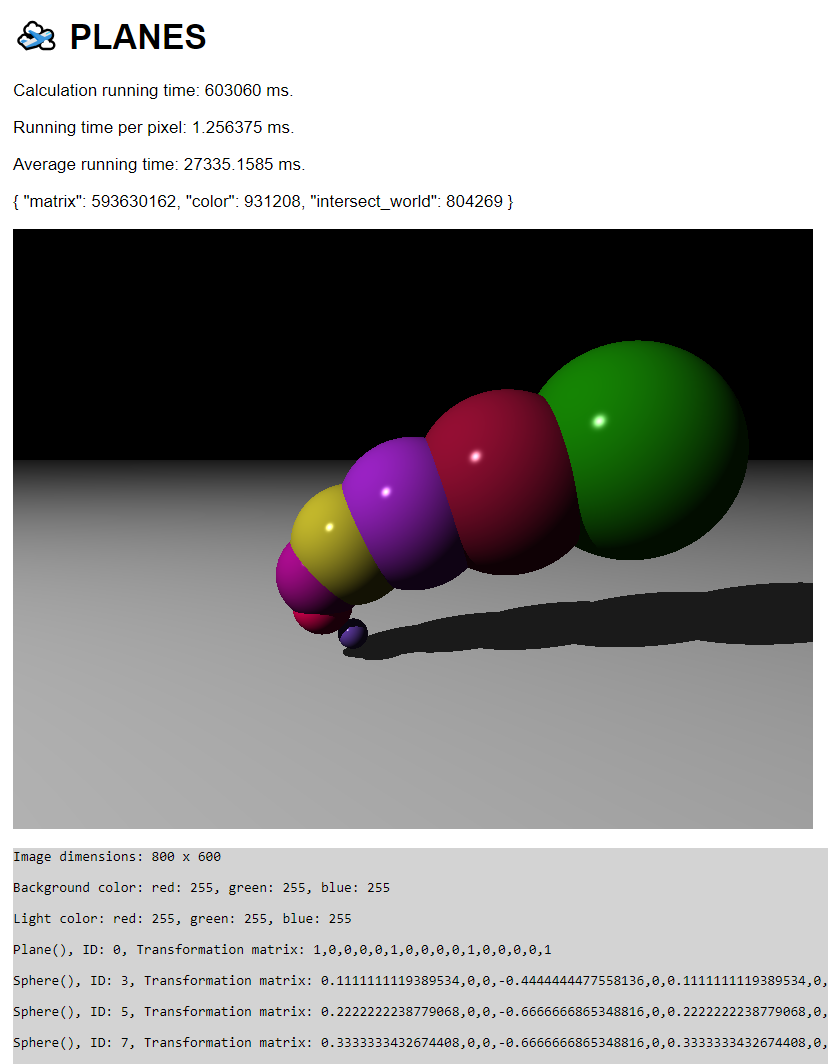 PLANES
Calculation running time: 603060 ms.
Running time per pixel: 1.256375 ms.
Average running time: 27335.1585 ms.
{ "matrix": 593630162, "color": 931208, "intersect_world": 804269 }
Image dimensions: 800 x 600
Background color: red: 255, green: 255, blue: 255
Light color: red: 255, green: 255, blue: 255
Plane(), ID: 0, Transformation matrix: 1,0,0,0,0,1,0,0,0,0,1,0,0,0,0,1
Sphere(), ID: 3, Transformation matrix: 0.1111111119389534,0,0,-0.4444444477558136,0,0.1111111119389534,0,
Sphere(), ID: 5, Transformation matrix: 0.2222222238779068,0,0,-0.6666666865348816,0,0.2222222238779068,0,
Sphere(), ID: 7, Transformation matrix: 0.3333333432674408,0,0,-0.6666666865348816,0,0.3333333432674408,0,